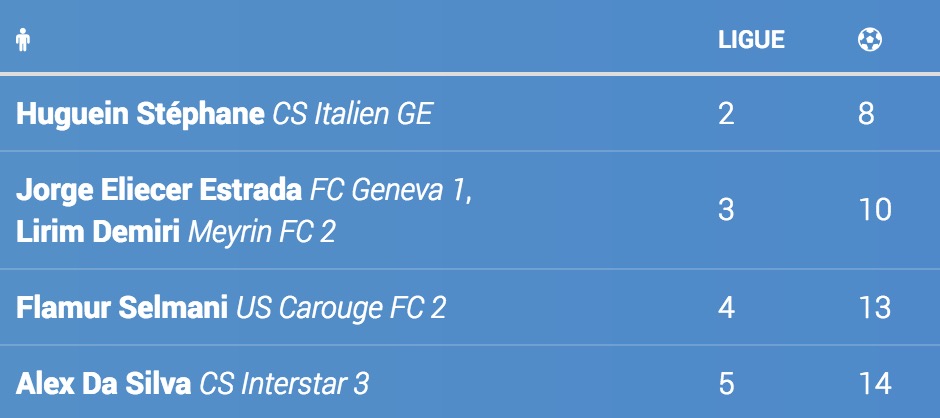 LIGUE
Huguein Stéphane CS Italien GE 2 8
Jorge Eliecer Estrada FC Geneva 1,
Lirim Demiri Meyrin FC 2 3 10
Flamur Selmani US Carouge FC 2 4 13
Alex Da Silva CS Interstar 3 5 14